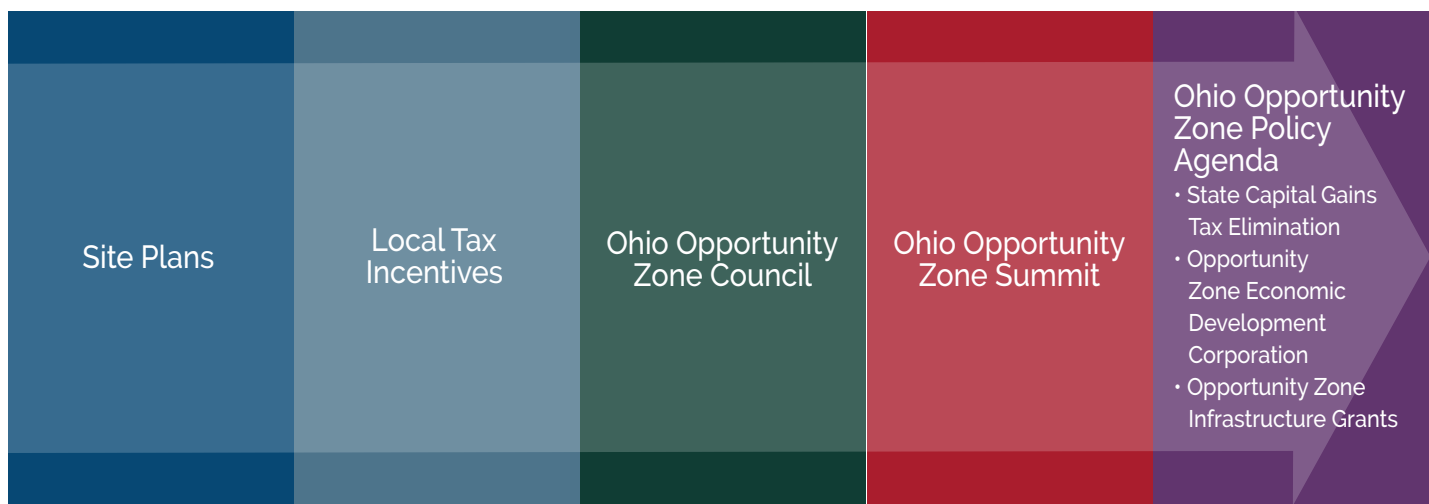 Site Plans
Local Tax
Incentives
Ohio Opportunity
Zone Council
Ohio Opportunity
Zone Summit
Ohio Opportunity
Zone Policy
Agenda
• State Capital Gains
Tax Elimination
• Opportunity
Zone Economic
Development
Corporation
• Opportunity Zone
Infrastructure Grants